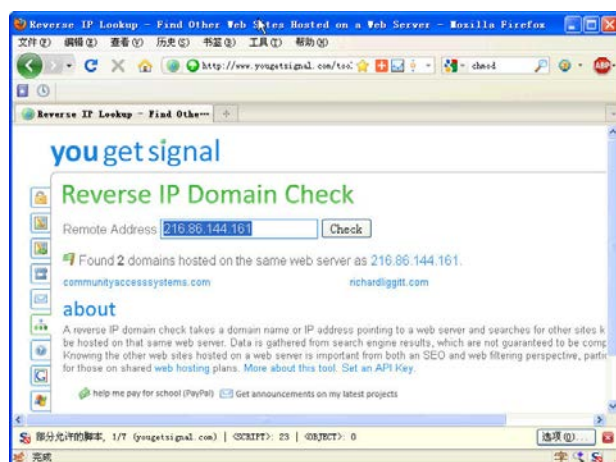 Reverse IP Lookup - Find Other Web Sites Hosted on a Web Server - Mozilla Firefox
文件(F) 编辑(E) 查看(V) 历史(S) 书签(B) 工具(T) 帮助(H)
http://www.yougetsignal.com/too: chmod ABP
Reverse IP Lookup - Find Othe…
you get signal
Reverse IP Domain Check
Remote Address 216.86.144.161 Check
Found 2 domains hosted on the same web server as 216.86.144.161.
communityaccesssystems.com richardliggitt.com
about
A reverse IP domain check takes a domain name or IP address pointing to a web server and searches for other sites k
be hosted on that same web server. Data is gathered from search engine results, which are not guaranteed to be comp
Knowing the other web sites hosted on a web server is important from both an SEO and web filtering perspective, partic
for those on shared web hosting plans. More about this tool. Set an API Key.
help me pay for school (PayPal) Get announcements on my latest projects
部分允许的脚本, 1/7 (yougetsignal.com) | <SCRIPT>: 23 | <OBJECT>: 0 选项(O)...
完成